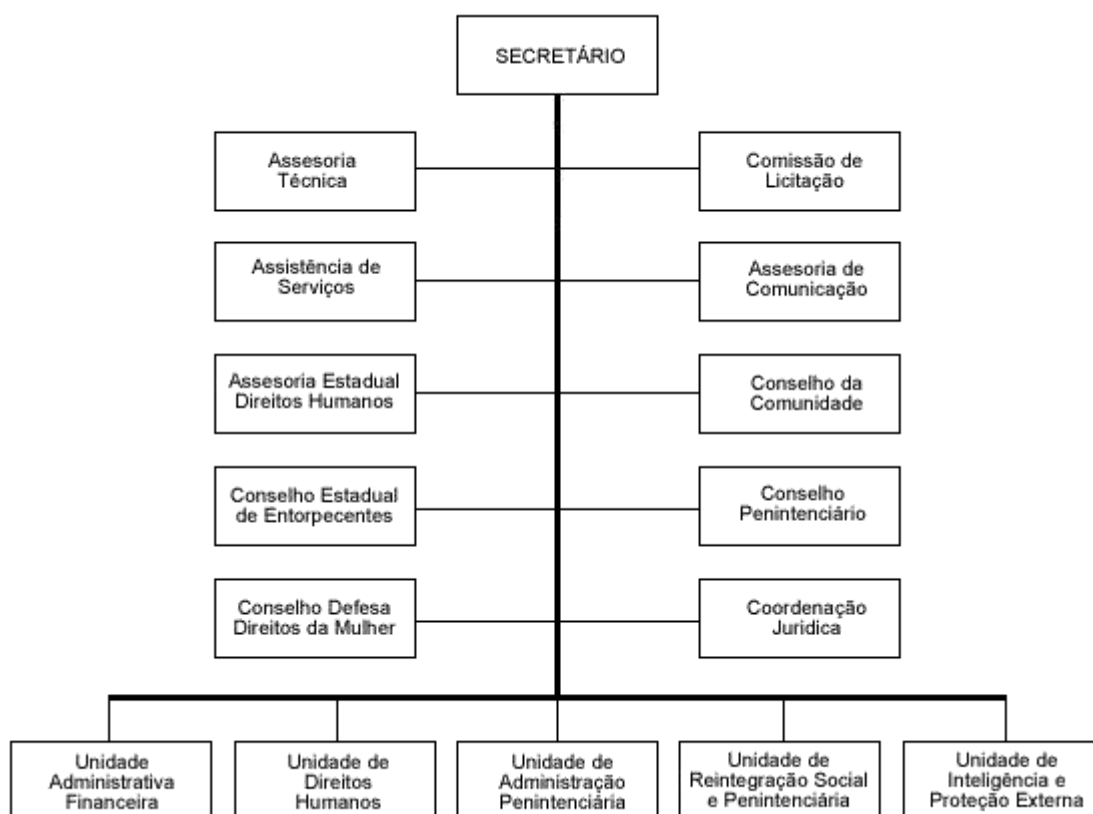 SECRETÁRIO
Assesoria
Técnica
Comissão de
Licitação
Assistência de
Serviços
Assesoria de
Comunicação
Assesoria Estadual
Direitos Humanos
Conselho da
Comunidade
Conselho Estadual
de Entorpecentes
Conselho
Penintenciário
Conselho Defesa
Direitos da Mulher
Coordenação
Juridica
Unidade
Administrativa
Financeira
Unidade de
Direitos
Humanos
Unidade de
Administração
Penintenciária
Unidade de
Reintegração Social
e Penintenciária
Unidade de
Inteligência e
Proteção Externa